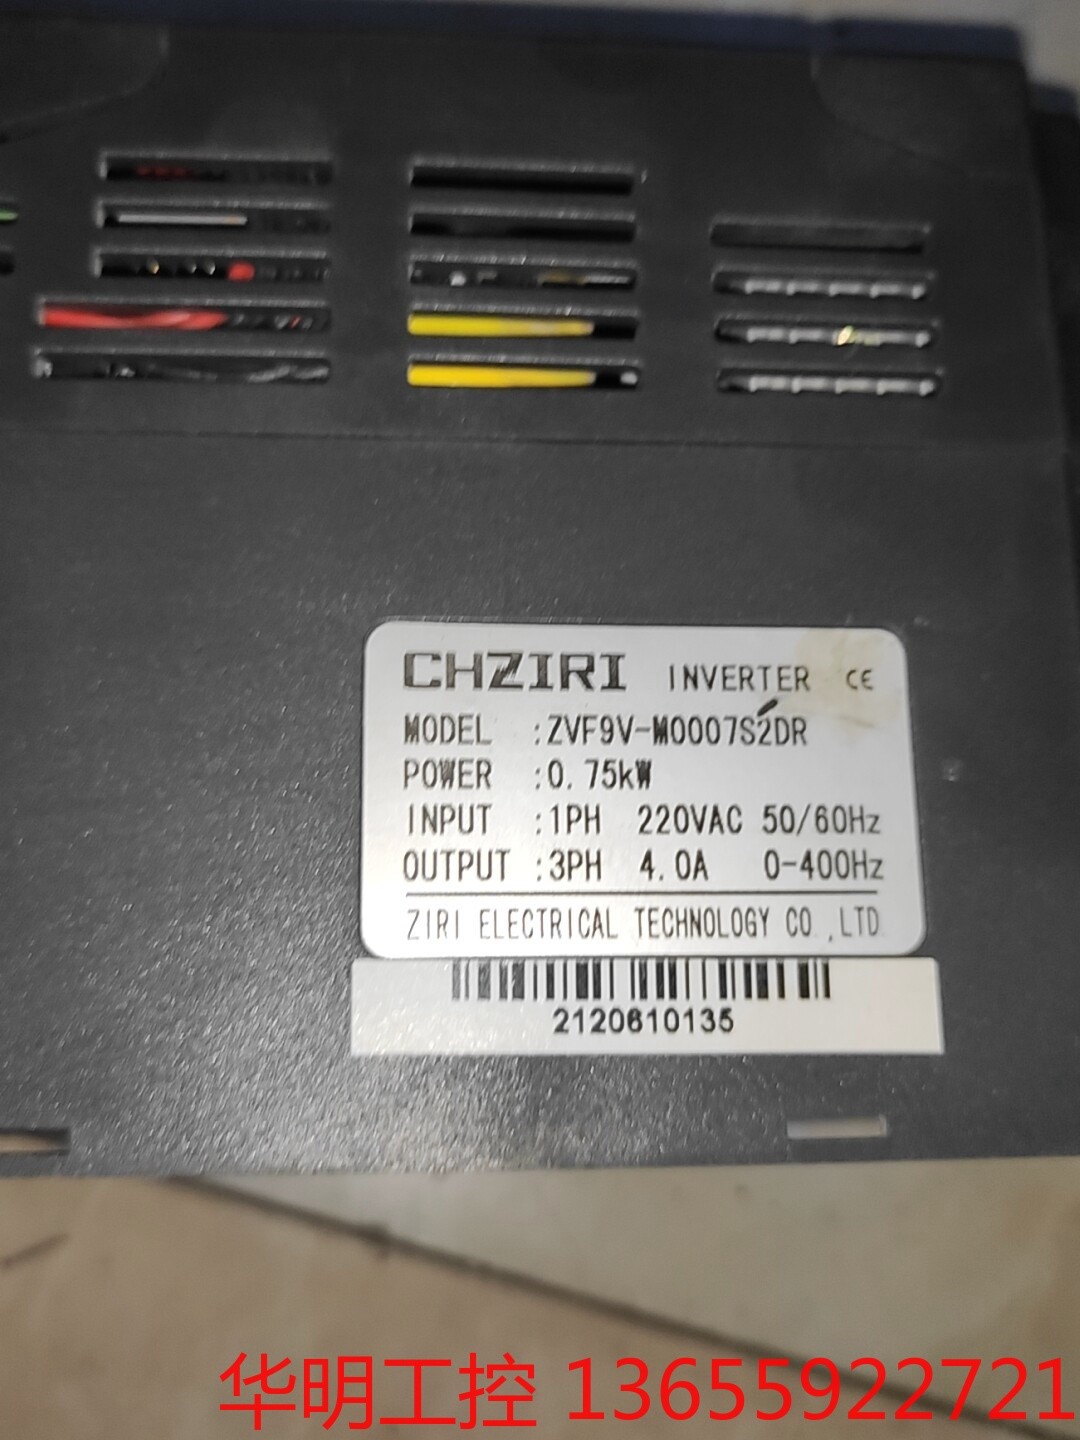 CHZIRI INVERTER CE
MODEL :ZVF9V-M0007S2DR
POWER :0.75kW
INPUT :1PH 220VAC 50/60Hz
OUTPUT :3PH 4.0A 0-400Hz
ZIRI ELECTRICAL TECHNOLOGY CO.,LTD.
2120610135
华明工控 13655922721